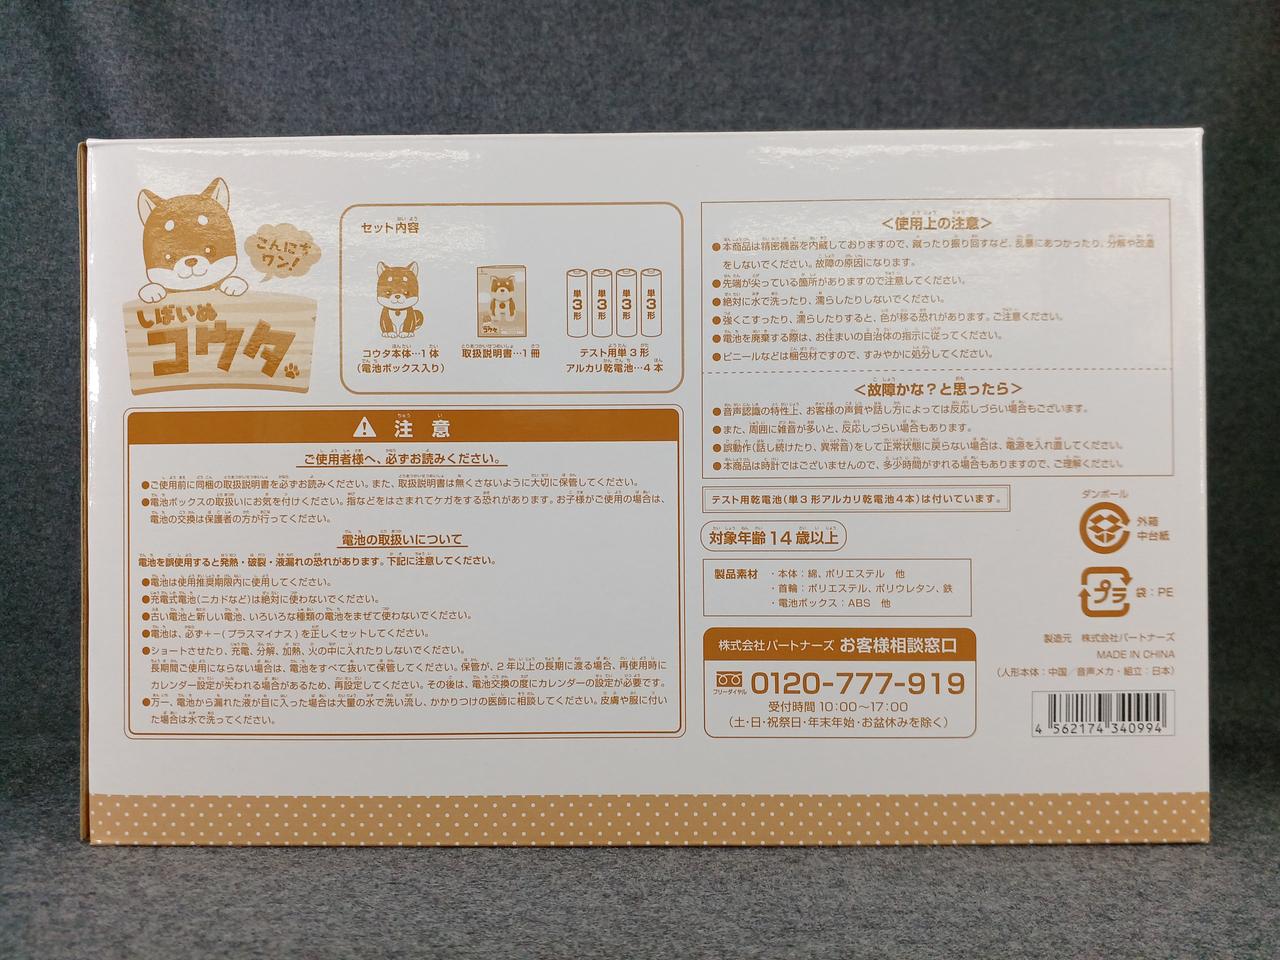 こんにち
ワン!
しばいぬ
コウタ
セット内容
単3形
単3形
単3形
単3形
コウタ本体…1体
(電池ボックス入り)
取扱説明書…1冊
テスト用単3形
アルカリ乾電池…4本
注意
ご使用者様へ、必ずお読みください。
●ご使用前に同梱の取扱説明書を必ずお読みください。また、取扱説明書は無くさないように大切に保管してください。
●電池ボックスの取扱いにお気を付けください。指などをはさまれてケガをする恐れがあります。お子様がご使用の場合は、
電池の交換は保護者の方が行ってください。
電池の取扱いについて
電池を誤使用すると発熱・破裂・液漏れの恐れがあります。下記に注意してください。
●電池は使用推奨期限内に使用してください。
●充電式電池(ニカドなど)は絶対に使わないでください。
●古い電池と新しい電池、いろいろな種類の電池をまぜて使わないでください。
●電池は、必ず+-(プラスマイナス)を正しくセットしてください。
●ショートさせたり、充電、分解、加熱、火の中に入れたりしないでください。
長期間ご使用にならない場合は、電池をすべて抜いて保管してください。保管が、2年以上の長期に渡る場合、再使用時に
カレンダー設定が失われる場合があるため、再設定してください。その後は、電池交換の度にカレンダーの設定が必要です。
●万一、電池から漏れた液が目に入った場合は大量の水で洗い流し、かかりつけの医師に相談してください。皮膚や服に付い
た場合は水で洗ってください。
<使用上の注意>
●本商品は精密機器を内蔵しておりますので、蹴ったり振り回すなど、乱暴にあつかったり、分解や改造
をしないでください。故障の原因になります。
●先端が尖っている箇所がありますので注意してください。
●絶対に水で洗ったり、濡らしたりしないでください。
●強くこすったり、濡らしたりすると、色が移る恐れがあります。ご注意ください。
●電池を廃棄する際は、お住まいの自治体の指示に従ってください。
●ビニールなどは梱包材ですので、すみやかに処分してください。
<故障かな?と思ったら>
●音声認識の特性上、お客様の声質や話し方によっては反応しづらい場合もございます。
●また、周囲に雑音が多いと、反応しづらい場合もあります。
●誤動作(話し続けたり、異常音)をして正常状態に戻らない場合は、電源を入れ直してください。
●本商品は時計ではございませんので、多少時間がずれる場合もありますので、ご理解ください。
テスト用乾電池(単3形アルカリ乾電池4本)は付いています。
対象年齢14歳以上
製品素材
・本体:綿、ポリエステル 他
・首輪:ポリエステル、ポリウレタン、鉄
・電池ボックス:ABS 他
株式会社パートナーズ お客様相談窓口
フリーダイヤル 0120-777-919
受付時間 10:00~17:00
(土・日・祝祭日・年末年始・お盆休みを除く)
ダンボール
外箱
中台紙
プラ
袋:PE
製造元 株式会社パートナーズ
MADE IN CHINA
(人形本体:中国/音声メカ・組立:日本)
4 562174 340994